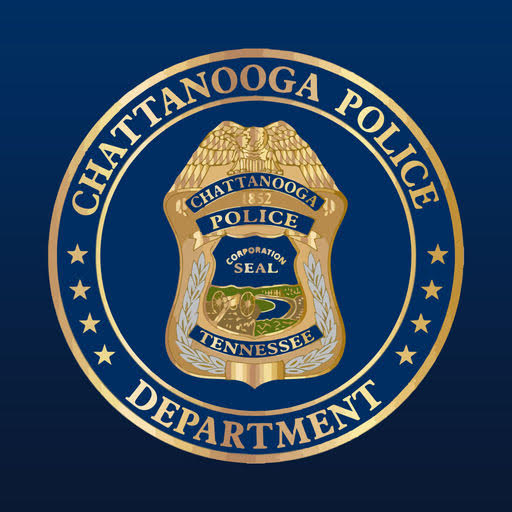 CHATTANOOGA POLICE
CHATTANOOGA
1852
POLICE
CORPORATION
SEAL
TENNESSEE
DEPARTMENT